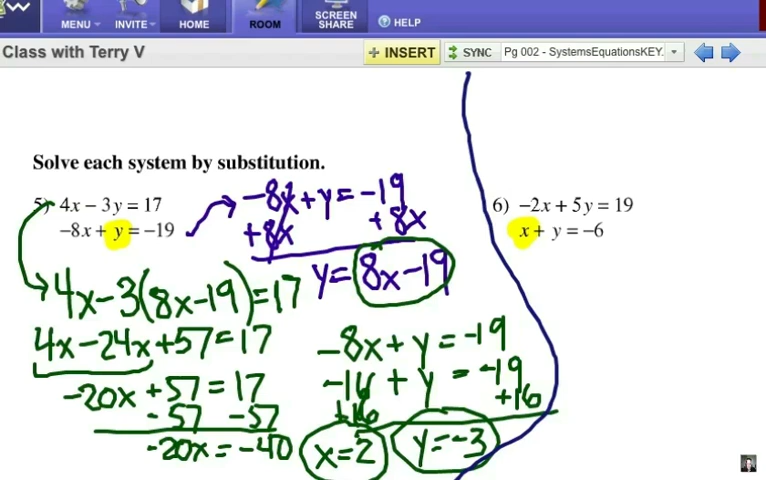 MENU INVITE HOME ROOM SCREEN SHARE HELP
Class with Terry V + INSERT SYNC Pg 002 - SystemsEquationsKEY.
Solve each system by substitution.
5) 4x − 3y = 17
−8x + y = −19
-8x + y = -19
+8x +8x
y = 8x-19
4x-3(8x-19)=17
4x-24x+57=17
-20x+57=17
-57 -57
-20x=-40
x=2
-8x+y=-19
-16+y=-19
+16 +16
y=-3
6) −2x + 5y = 19
x + y = −6